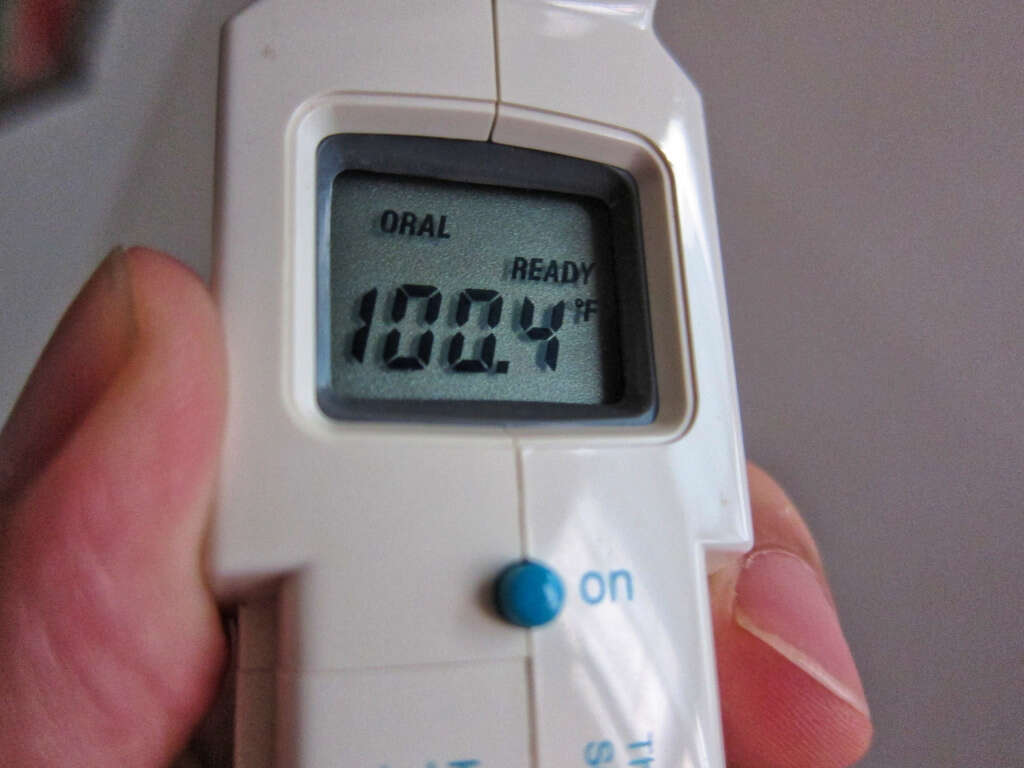 ORAL
READY
100.4 °F
on